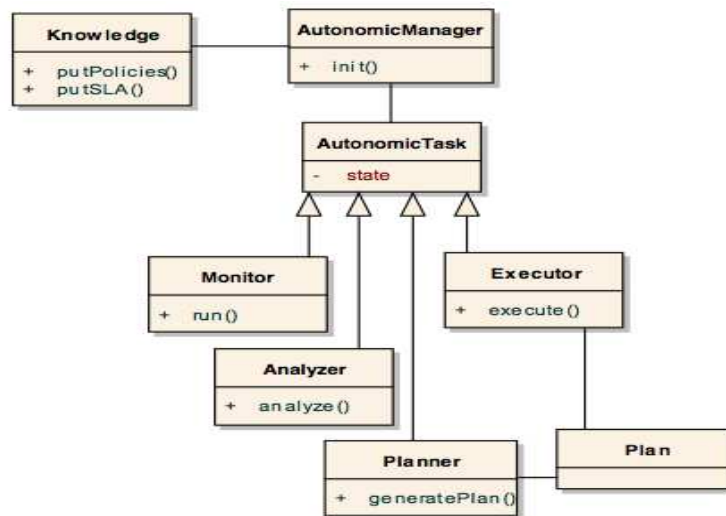 Knowledge
+ putPolicies()
+ putSLA()
AutonomicManager
+ init()
AutonomicTask
- state
Monitor
+ run()
Executor
+ execute()
Analyzer
+ analyze()
Planner
+ generatePlan()
Plan